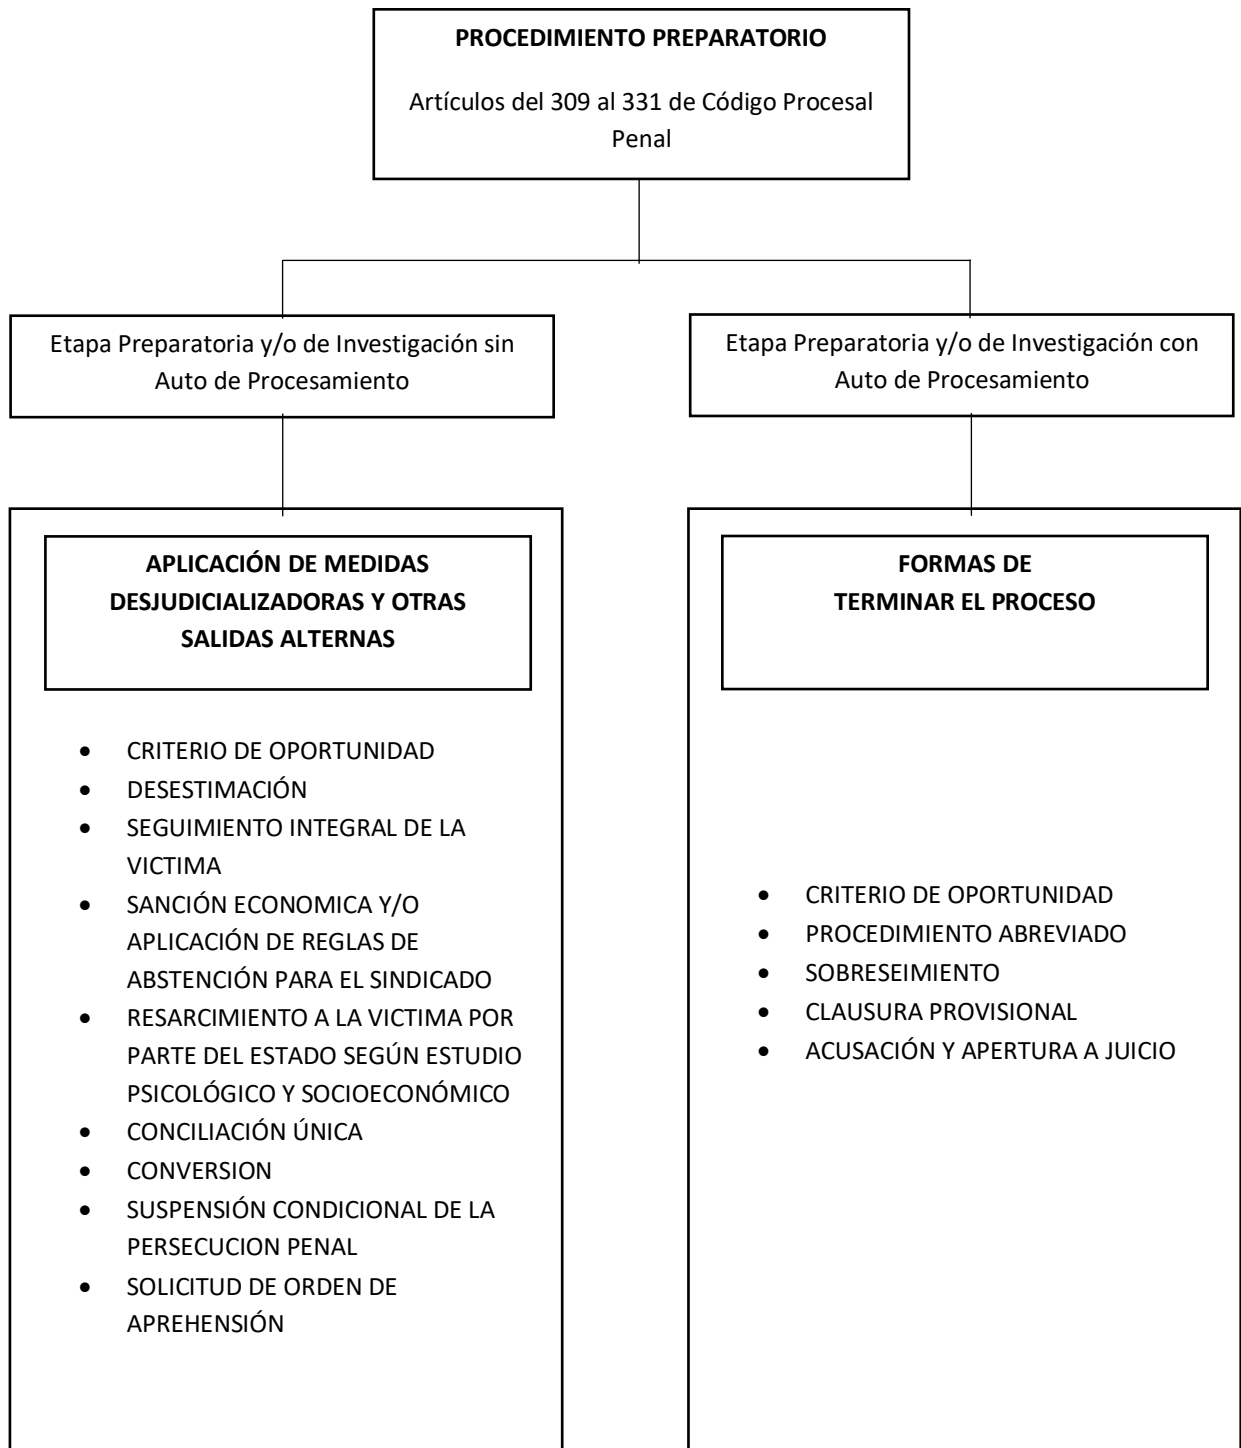 PROCEDIMIENTO PREPARATORIO
Artículos del 309 al 331 de Código Procesal
Penal
Etapa Preparatoria y/o de Investigación sin
Auto de Procesamiento
Etapa Preparatoria y/o de Investigación con
Auto de Procesamiento
APLICACIÓN DE MEDIDAS
DESJUDICIALIZADORAS Y OTRAS
SALIDAS ALTERNAS
• CRITERIO DE OPORTUNIDAD
• DESESTIMACIÓN
• SEGUIMIENTO INTEGRAL DE LA
VICTIMA
• SANCIÓN ECONOMICA Y/O
APLICACIÓN DE REGLAS DE
ABSTENCIÓN PARA EL SINDICADO
• RESARCIMIENTO A LA VICTIMA POR
PARTE DEL ESTADO SEGÚN ESTUDIO
PSICOLÓGICO Y SOCIOECONÓMICO
• CONCILIACIÓN ÚNICA
• CONVERSION
• SUSPENSIÓN CONDICIONAL DE LA
PERSECUCION PENAL
• SOLICITUD DE ORDEN DE
APREHENSIÓN
FORMAS DE
TERMINAR EL PROCESO
• CRITERIO DE OPORTUNIDAD
• PROCEDIMIENTO ABREVIADO
• SOBRESEIMIENTO
• CLAUSURA PROVISIONAL
• ACUSACIÓN Y APERTURA A JUICIO